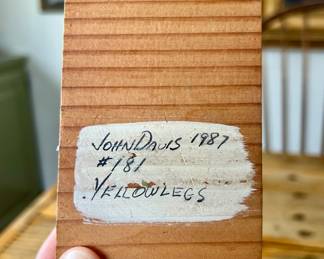 JOHN DAVIS 1987
#181
YELLOWLEGS